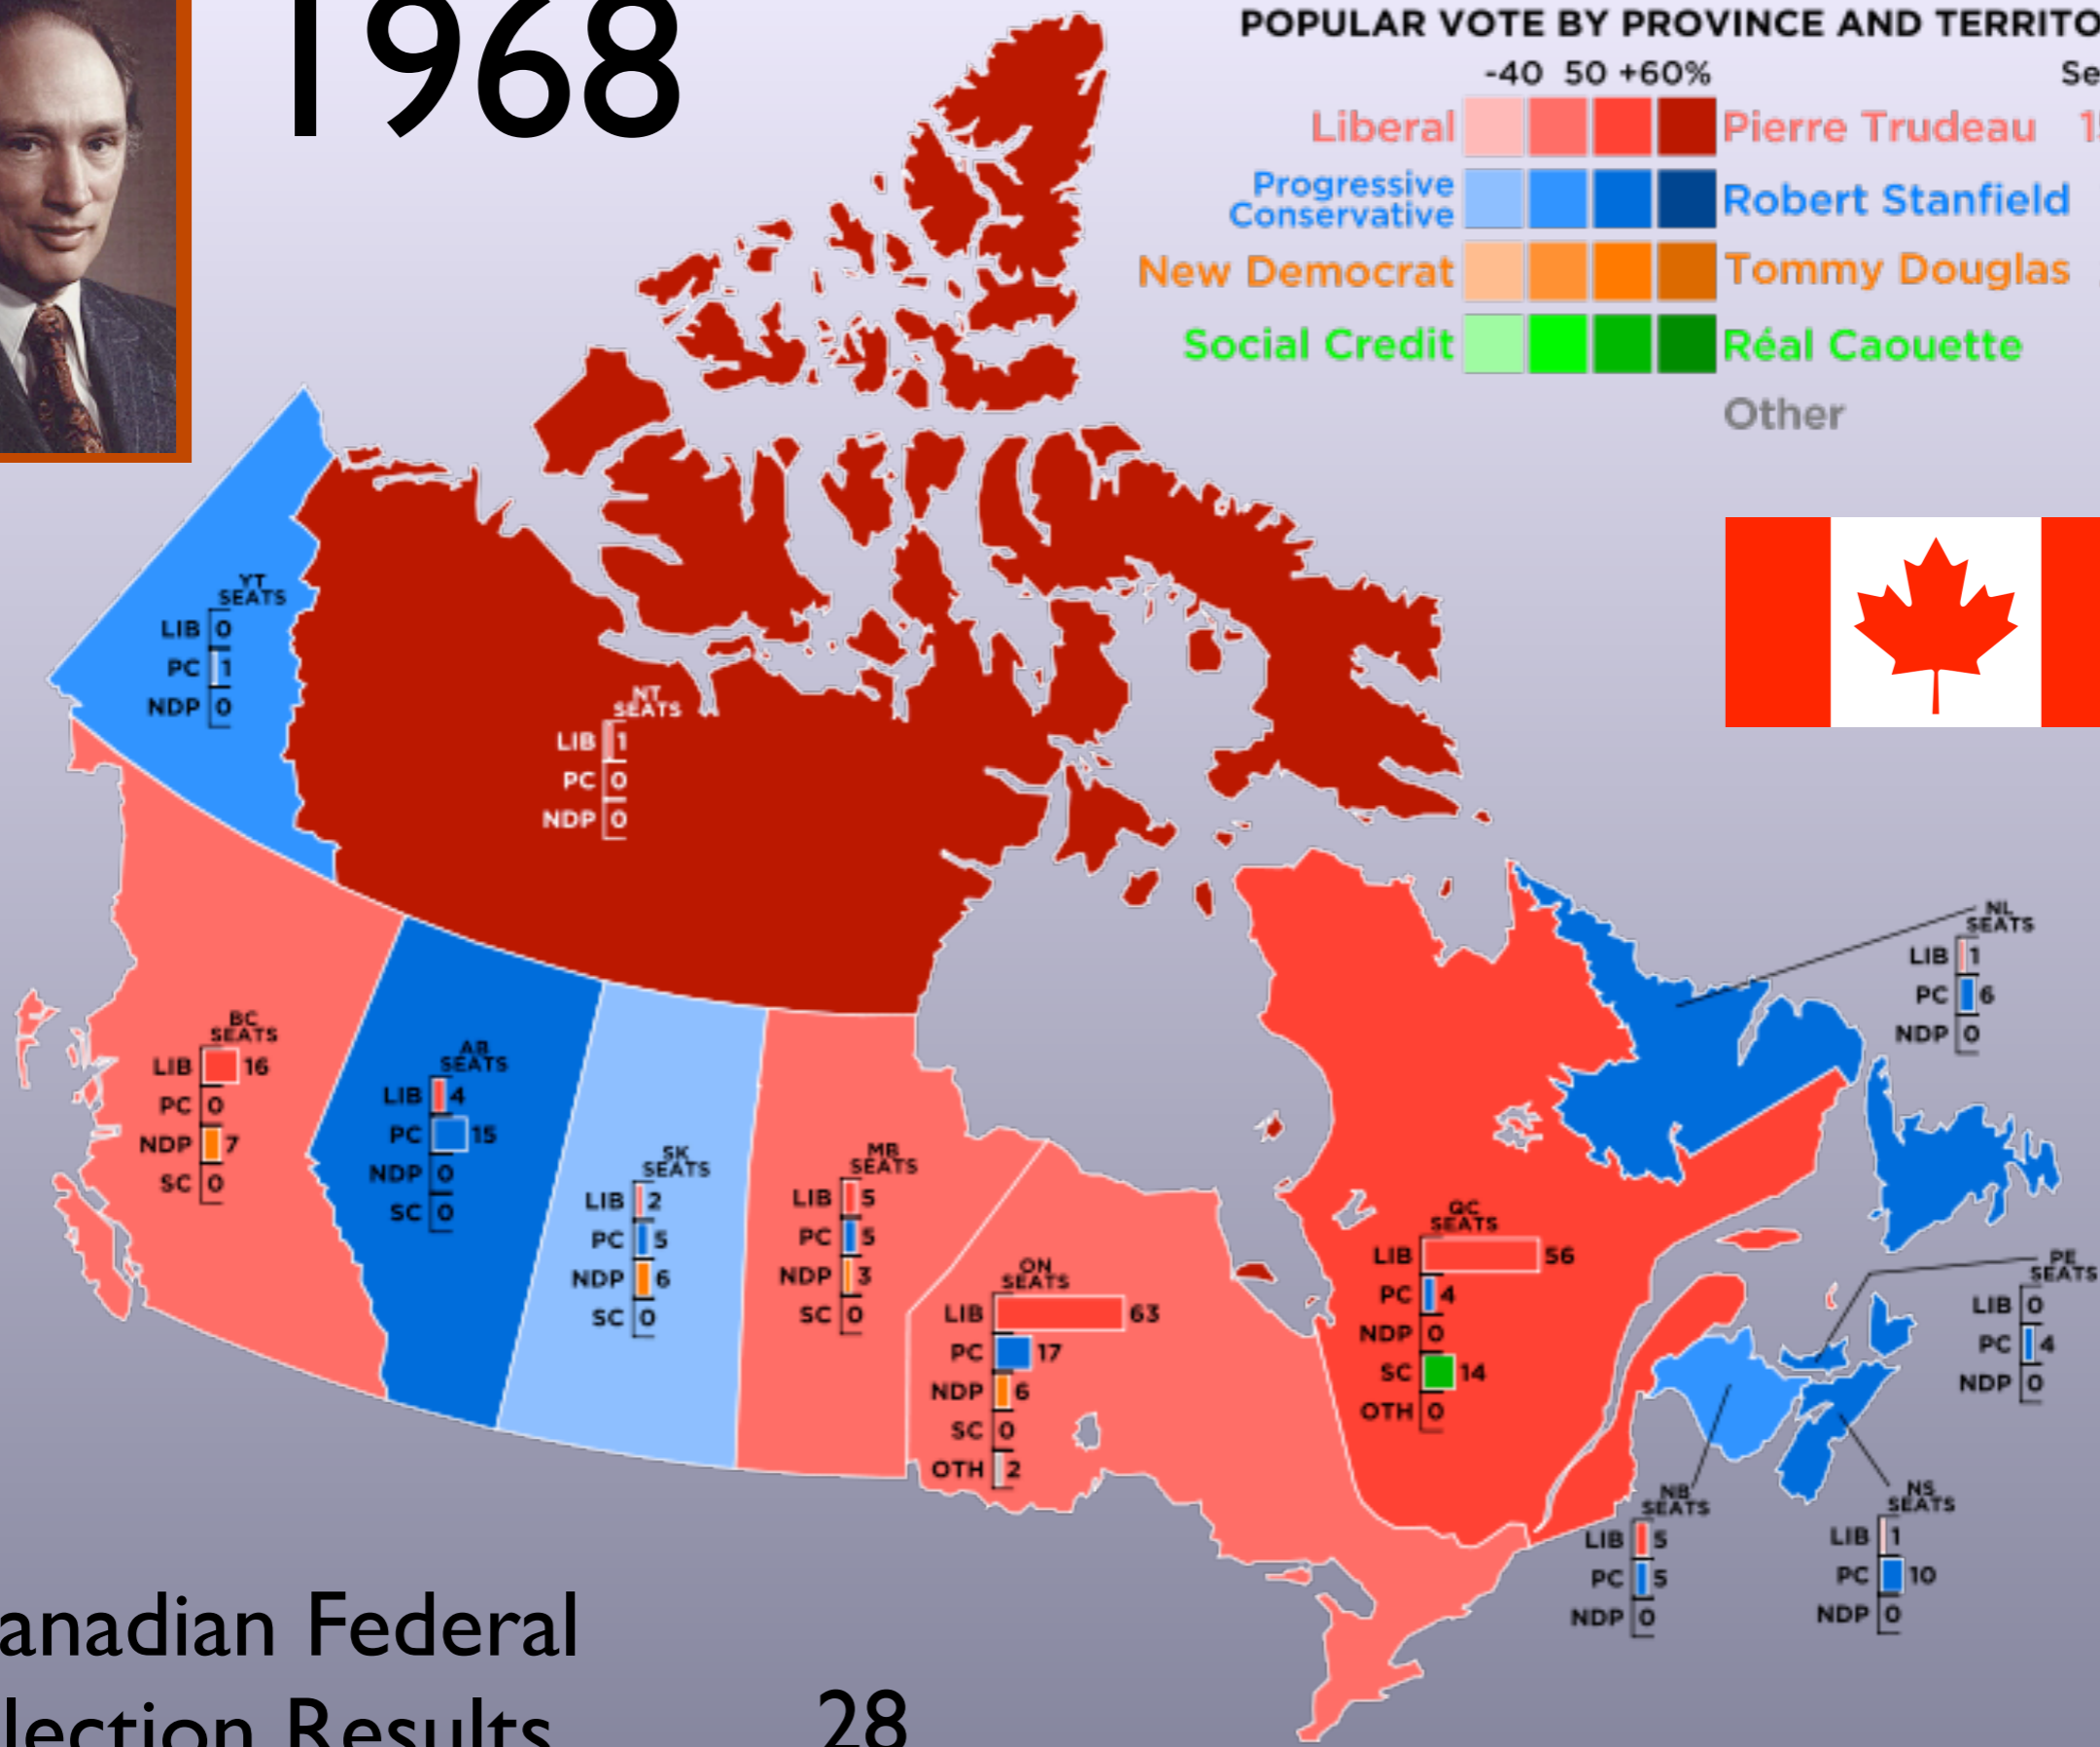 1968
POPULAR VOTE BY PROVINCE AND TERRITO
-40 50 +60% Se
Liberal Pierre Trudeau 1
Progressive
Conservative Robert Stanfield
New Democrat Tommy Douglas
Social Credit Réal Caouette
Other
YT
SEATS
LIB 0
PC 1
NDP 0
NT
SEATS
LIB 1
PC 0
NDP 0
NL
SEATS
LIB 1
PC 6
NDP 0
BC
SEATS
LIB 16
PC 0
NDP 7
SC 0
AB
SEATS
LIB 4
PC 15
NDP 0
SC 0
SK
SEATS
LIB 2
PC 5
NDP 6
SC 0
MB
SEATS
LIB 5
PC 5
NDP 3
SC 0
ON
SEATS
LIB 63
PC 17
NDP 6
SC 0
OTH 2
QC
SEATS
LIB 56
PC 4
NDP 0
SC 14
OTH 0
PE
SEATS
LIB 0
PC 4
NDP 0
NB
SEATS
LIB 5
PC 5
NDP 0
NS
SEATS
LIB 1
PC 10
NDP 0
anadian Federal
lection Results
28